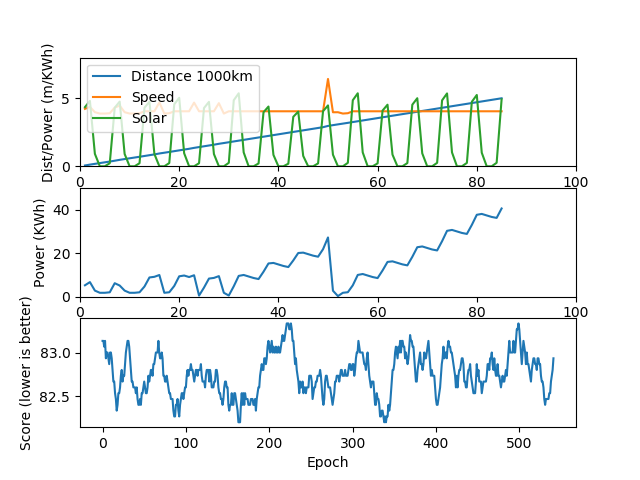 Dist/Power (m/KWh)
5
0
Distance 1000km
Speed
Solar
0 20 40 60 80 100
Power (KWh)
40
20
0
0 20 40 60 80 100
Score (lower is better)
83.0
82.5
0 100 200 300 400 500
Epoch